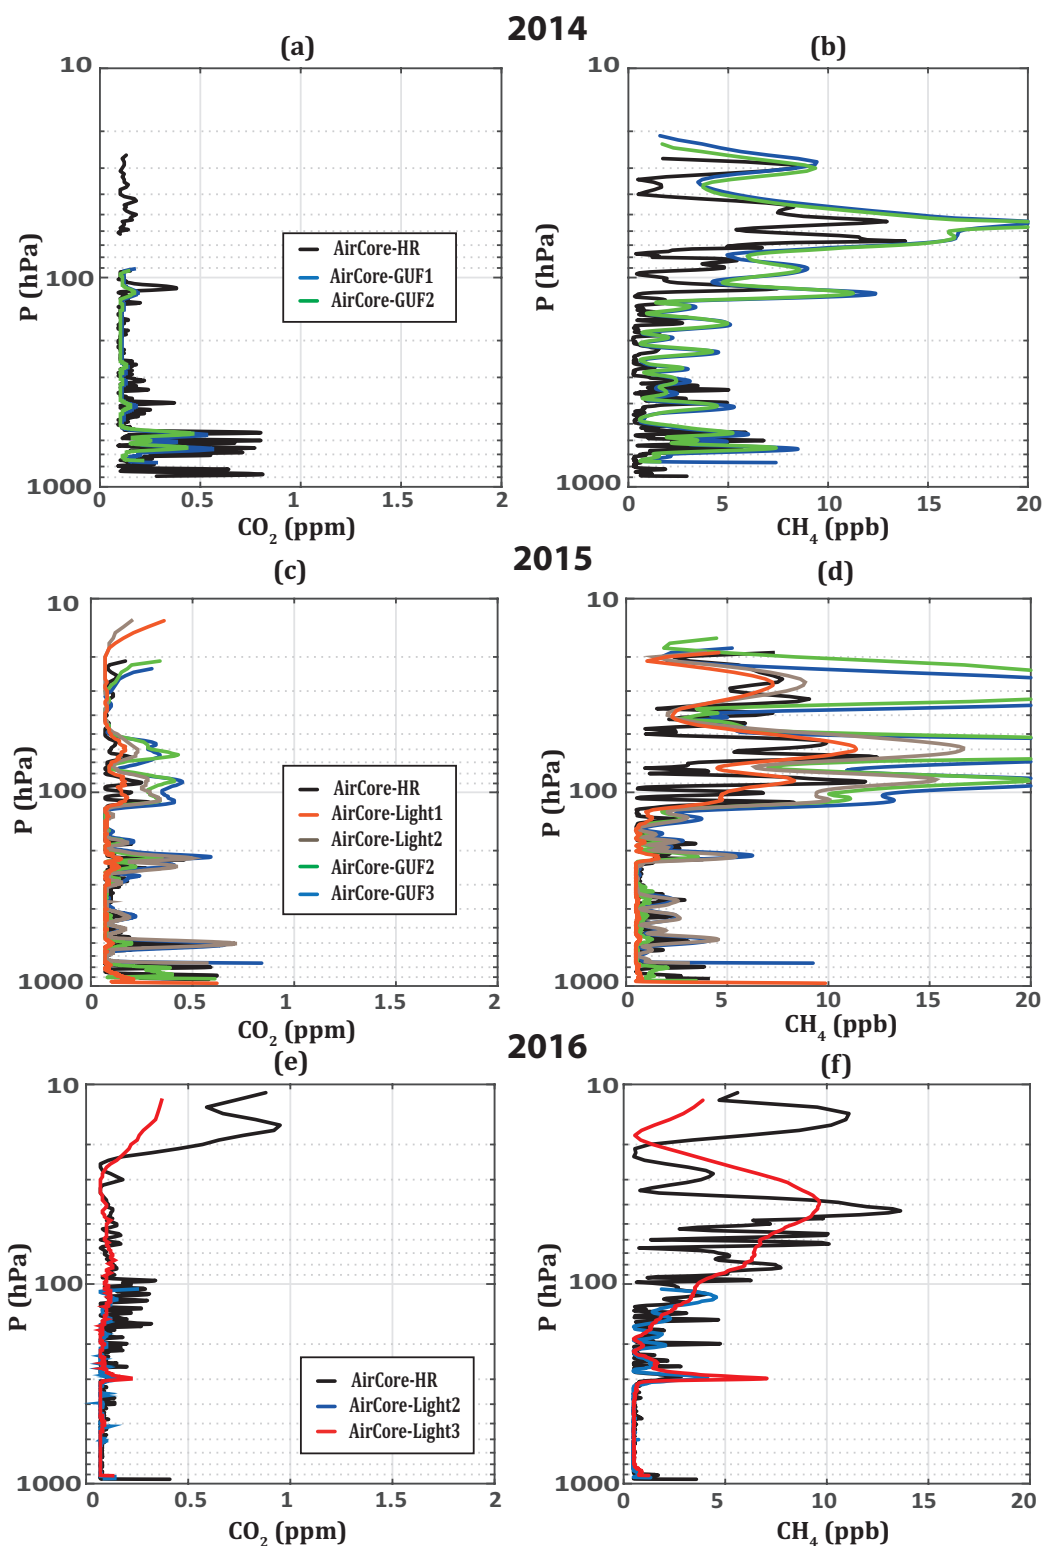 2014
(a) (b)
10 10
P (hPa) P (hPa)
AirCore-HR
AirCore-GUF1
AirCore-GUF2
100 100
1000 1000
0 0.5 1 1.5 2 0 5 10 15 20
CO2 (ppm) CH4 (ppb)
2015
(c) (d)
10 10
P (hPa) P (hPa)
AirCore-HR
AirCore-Light1
AirCore-Light2
AirCore-GUF2
AirCore-GUF3
100 100
1000 1000
0 0.5 1 1.5 2 0 5 10 15 20
CO2 (ppm) CH4 (ppb)
2016
(e) (f)
10 10
P (hPa) P (hPa)
100 100
AirCore-HR
AirCore-Light2
AirCore-Light3
1000 1000
0 0.5 1 1.5 2 0 5 10 15 20
CO2 (ppm) CH4 (ppb)